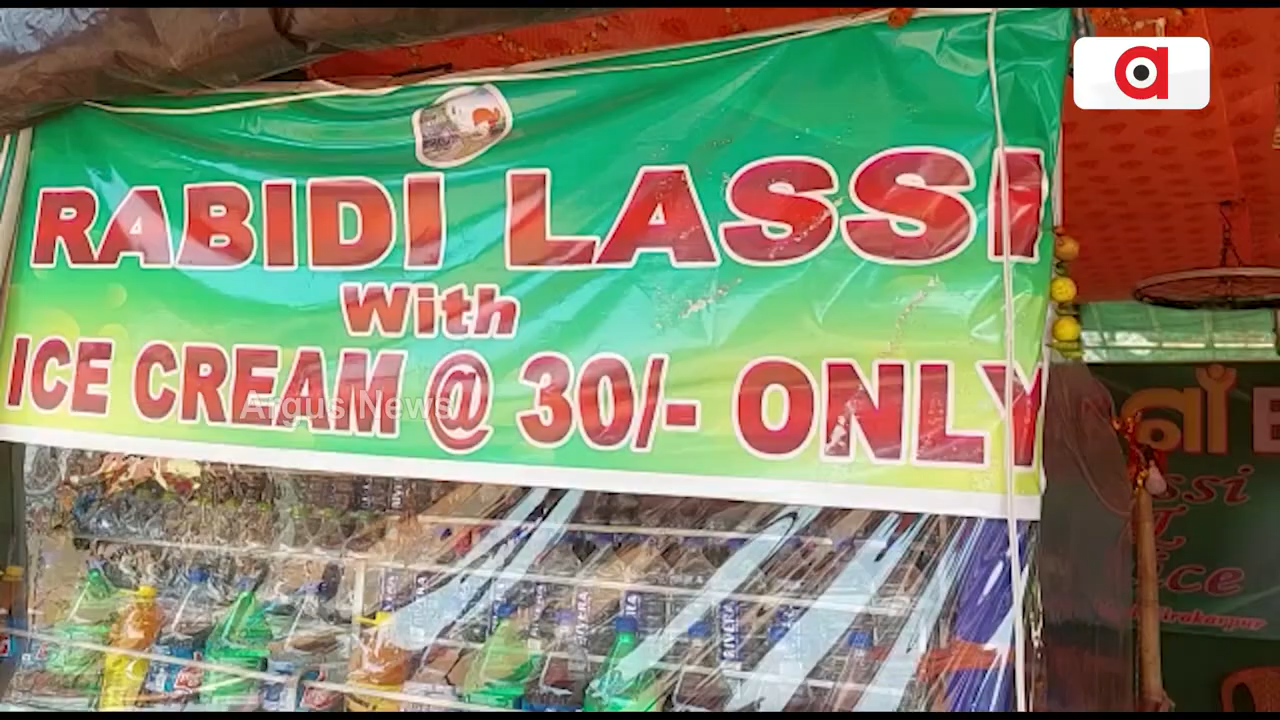 RABIDI LASSI
With
ICE CREAM @ 30/- ONLY
Argus News
a